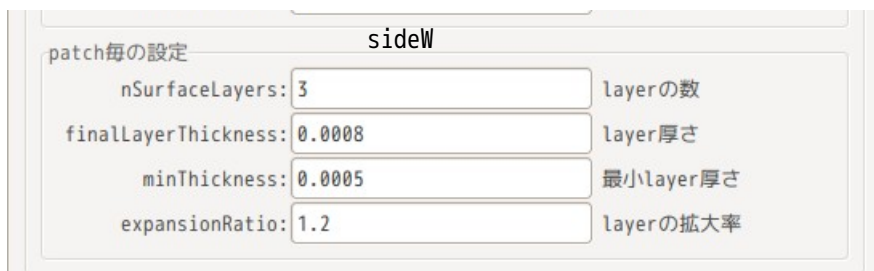 sideW
patch毎の設定
nSurfaceLayers: 3 layerの数
finalLayerThickness: 0.0008 layer厚さ
minThickness: 0.0005 最小layer厚さ
expansionRatio: 1.2 layerの拡大率